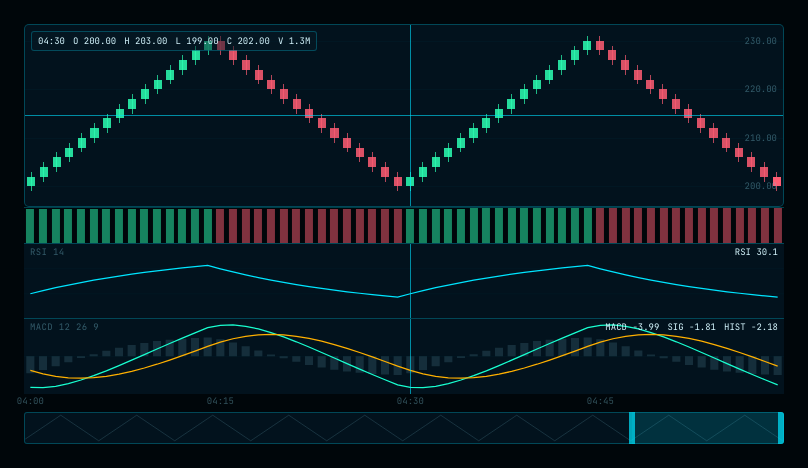 04:30 O 200.00 H 203.00 L 199.00 C 202.00 V 1.3M
230.00
220.00
210.00
200.00
RSI 14
RSI 30.1
MACD 12 26 9
MACD -3.99 SIG -1.81 HIST -2.18
04:00 04:15 04:30 04:45